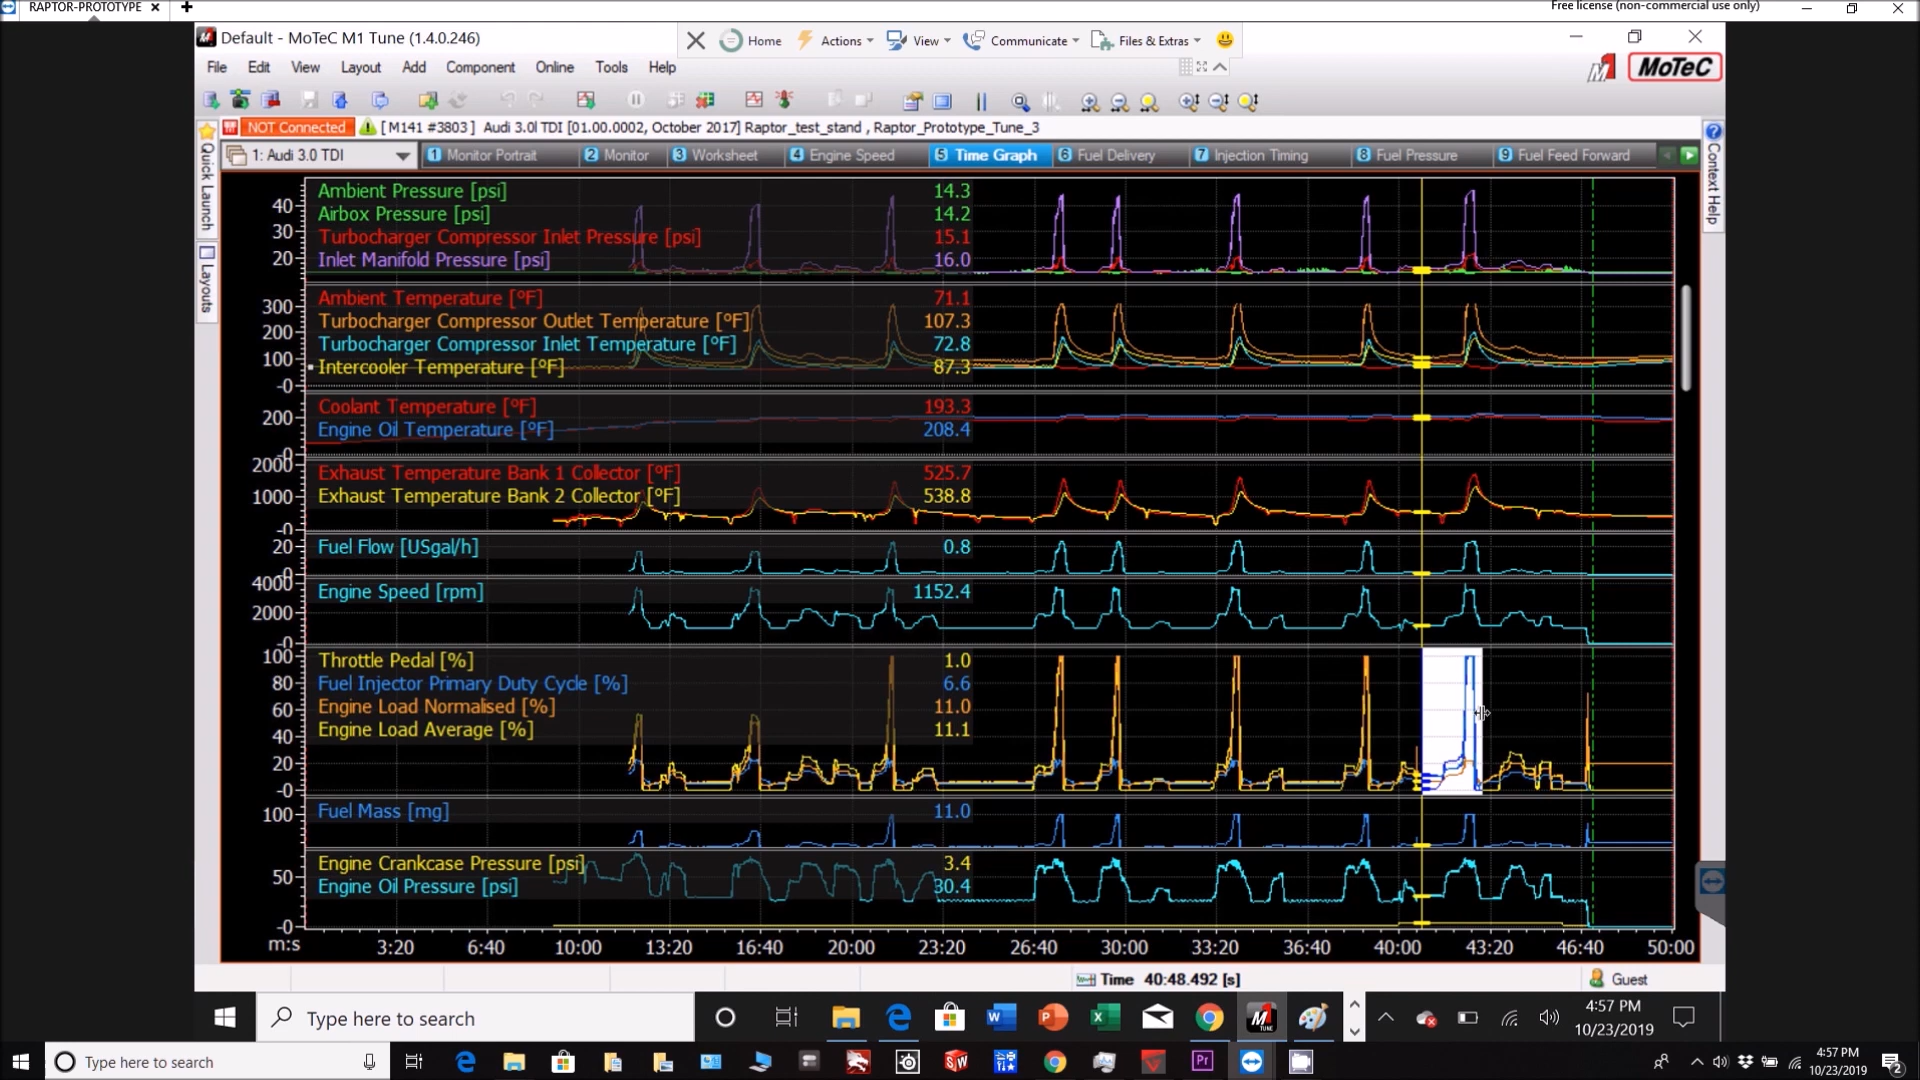 RAPTOR-PROTOTYPE
Free license (non-commercial use only)
Default - MoTeC M1 Tune (1.4.0.246)
Home Actions View Communicate Files & Extras
File Edit View Layout Add Component Online Tools Help
MoTeC
NOT Connected [ M141 #3803 ] Audi 3.0l TDI [01.00.0002, October 2017] Raptor_test_stand , Raptor_Prototype_Tune_3
Quick Launch
Layouts
Context Help
1: Audi 3.0 TDI 1 Monitor Portrait 2 Monitor 3 Worksheet 4 Engine Speed 5 Time Graph 6 Fuel Delivery 7 Injection Timing 8 Fuel Pressure 9 Fuel Feed Forward
40
30
20
Ambient Pressure [psi] 14.3
Airbox Pressure [psi] 14.2
Turbocharger Compressor Inlet Pressure [psi] 15.1
Inlet Manifold Pressure [psi] 16.0
300
200
100
-0
Ambient Temperature [°F] 71.1
Turbocharger Compressor Outlet Temperature [°F] 107.3
Turbocharger Compressor Inlet Temperature [°F] 72.8
Intercooler Temperature [°F] 87.3
200
-0
Coolant Temperature [°F] 193.3
Engine Oil Temperature [°F] 208.4
2000
1000
-0
Exhaust Temperature Bank 1 Collector [°F] 525.7
Exhaust Temperature Bank 2 Collector [°F] 538.8
20
-0
Fuel Flow [USgal/h] 0.8
4000
2000
-0
Engine Speed [rpm] 1152.4
100
80
60
40
20
-0
Throttle Pedal [%] 1.0
Fuel Injector Primary Duty Cycle [%] 6.6
Engine Load Normalised [%] 11.0
Engine Load Average [%] 11.1
100
Fuel Mass [mg] 11.0
50
-0
Engine Crankcase Pressure [psi] 3.4
Engine Oil Pressure [psi] 30.4
m:s 3:20 6:40 10:00 13:20 16:40 20:00 23:20 26:40 30:00 33:20 36:40 40:00 43:20 46:40 50:00
Time 40:48.492 [s] Guest
Type here to search
4:57 PM
10/23/2019
Type here to search
4:57 PM
10/23/2019
2